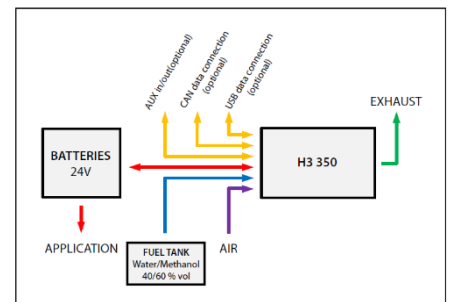 AUX in/out(optional)
CAN data connection
(optional)
USB data connection
(optional)
EXHAUST
BATTERIES
24V
H3 350
APPLICATION
FUEL TANK
Water/Methanol
40/60 % vol
AIR